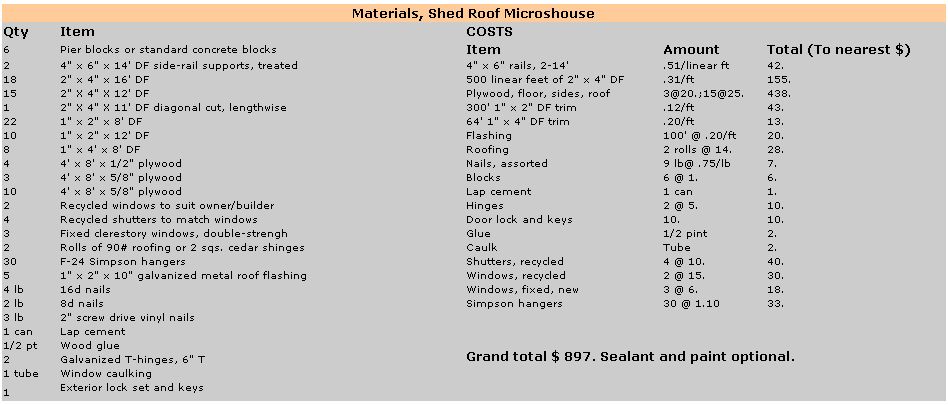 Materials, Shed Roof Microshouse
Qty Item
6 Pier blocks or standard concrete blocks
2 4" x 6" x 14' DF side-rail supports, treated
18 2" x 4" x 16' DF
15 2" X 4" X 12' DF
1 2" X 4" X 11' DF diagonal cut, lengthwise
22 1" x 2" x 8' DF
10 1" x 2" x 12' DF
8 1" x 4' x 8' DF
4 4' x 8' x 1/2" plywood
3 4' x 8' x 5/8" plywood
10 4' x 8' x 5/8" plywood
2 Recycled windows to suit owner/builder
4 Recycled shutters to match windows
3 Fixed clerestory windows, double-strengh
2 Rolls of 90# roofing or 2 sqs. cedar shinges
30 F-24 Simpson hangers
5 1" x 2" x 10" galvanized metal roof flashing
4 lb 16d nails
2 lb 8d nails
3 lb 2" screw drive vinyl nails
1 can Lap cement
1/2 pt Wood glue
2 Galvanized T-hinges, 6" T
1 tube Window caulking
1 Exterior lock set and keys
COSTS
Item Amount Total (To nearest $)
4" x 6" rails, 2-14' .51/linear ft 42.
500 linear feet of 2" x 4" DF .31/ft 155.
Plywood, floor, sides, roof 3@20.;15@25. 438.
300' 1" x 2" DF trim .12/ft 43.
64' 1" x 4" DF trim .20/ft 13.
Flashing 100' @ .20/ft 20.
Roofing 2 rolls @ 14. 28.
Nails, assorted 9 lb@ .75/lb 7.
Blocks 6 @ 1. 6.
Lap cement 1 can 1.
Hinges 2 @ 5. 10.
Door lock and keys 10. 10.
Glue 1/2 pint 2.
Caulk Tube 2.
Shutters, recycled 4 @ 10. 40.
Windows, recycled 2 @ 15. 30.
Windows, fixed, new 3 @ 6. 18.
Simpson hangers 30 @ 1.10 33.
Grand total $ 897. Sealant and paint optional.